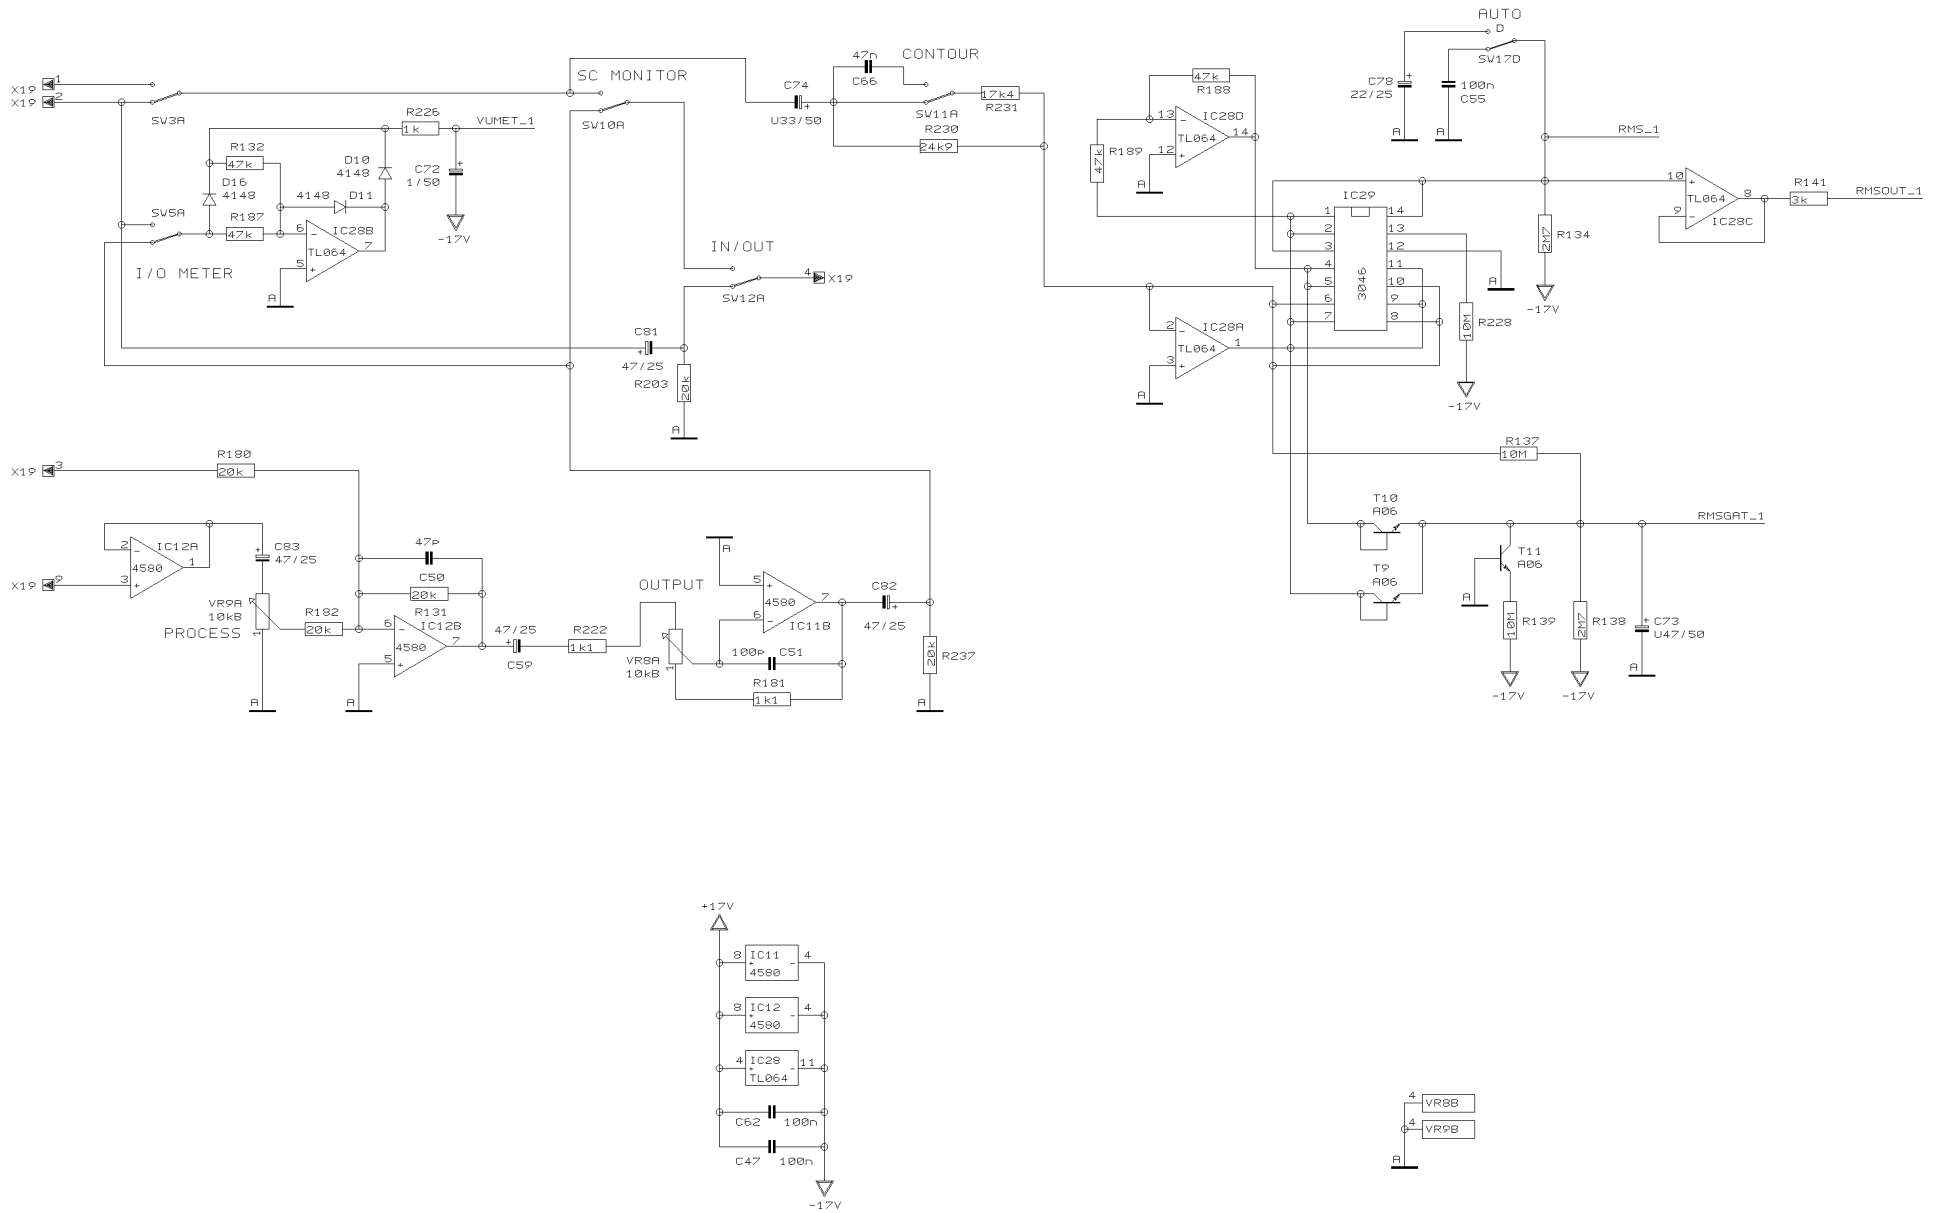 AUTO
D
SW17D
47n
CONTOUR
C66
SC MONITOR
X19 1
X19 2
SW3A
SW10A
C74
+
U33/50
SW11A
17k4
R231
R230
24k9
47k
R188
+
C78
22/25
100n
C55
A
A
RMS_1
R226
1k
VUMET_1
R132
47k
D16
4148
D10
4148
C72
1/50
+
-17V
4148
D11
SW5A
R187
47k
6
-
IC28B
TL064
7
5
+
A
I/O METER
IN/OUT
4
X19
SW12A
C81
+
47/25
R203
20k
A
13
-
IC28D
TL064
14
12
+
A
R189
47k
IC29
3046
1
2
3
4
5
6
7
14
13
12
11
10
9
8
A
R228
10M
-17V
R134
2M7
-17V
10
+
TL064
8
9
-
IC28C
R141
3k
RMSOUT_1
2
-
IC28A
TL064
1
3
+
A
R137
10M
X19 3
R180
20k
2
-
IC12A
4580
1
3
+
X19 9
+
C83
47/25
VR9A
10kB
PROCESS
1
A
R182
20k
47p
C50
20k
R131
6
-
IC12B
4580
7
5
+
A
47/25
+
C59
R222
1k1
OUTPUT
VR8A
10kB
1
A
5
+
4580
7
6
-
IC11B
100p
C51
R181
1k1
C82
+
47/25
R237
20k
A
T10
A06
T9
A06
RMSGAT_1
T11
A06
A
R139
10M
-17V
R138
2M7
-17V
+
C73
U47/50
A
+17V
8
IC11
+ -
4580
4
8
IC12
+ -
4580
4
4
IC28
+ -
TL064
11
C62
100n
C47
100n
-17V
4
VR8B
4
VR9B
A